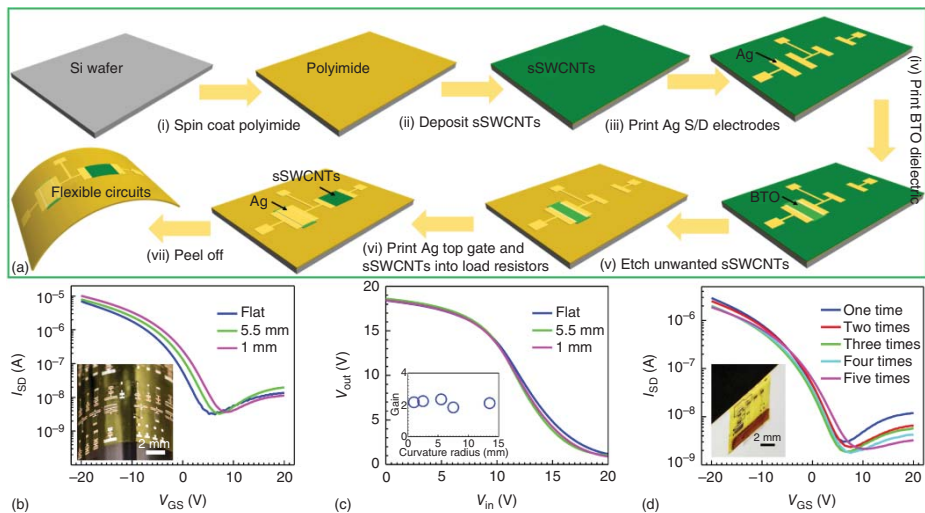 Si wafer
Polyimide
sSWCNTs
Ag
(i) Spin coat polyimide
(ii) Deposit sSWCNTs
(iii) Print Ag S/D electrodes
(iv) Print BTO dielectric
Flexible circuits
sSWCNTs
Ag
BTO
(a)
(vii) Peel off
(vi) Print Ag top gate and
sSWCNTs into load resistors
(v) Etch unwanted sSWCNTs
10⁻⁵
10⁻⁶
10⁻⁷
10⁻⁸
10⁻⁹
I_SD (A)
Flat
5.5 mm
1 mm
2 mm
−20 −10 0 10 20
(b)
V_GS (V)
20
15
10
5
0
V_out (V)
Flat
5.5 mm
1 mm
4
2
0
Gain
0 5 10 15
Curvature radius (mm)
0 5 10 15 20
(c)
V_in (V)
10⁻⁶
10⁻⁷
10⁻⁸
10⁻⁹
I_SD (A)
One time
Two times
Three times
Four times
Five times
2 mm
−20 −10 0 10 20
(d)
V_GS (V)